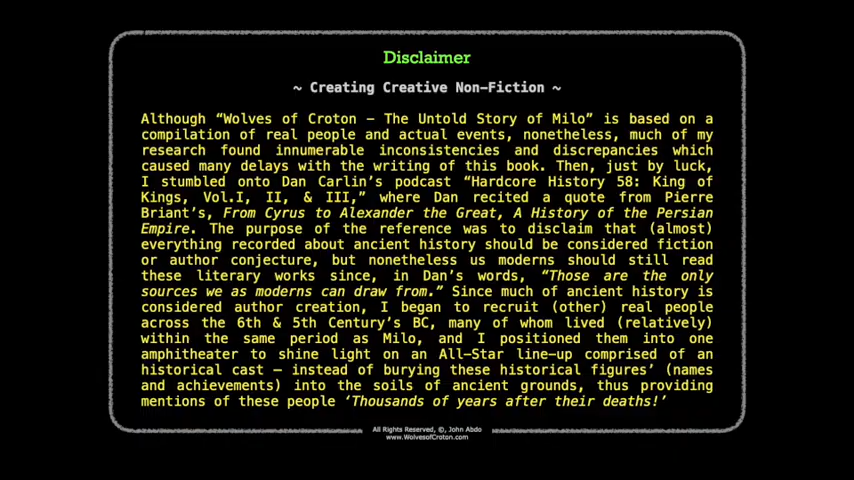 Disclaimer
~ Creating Creative Non-Fiction ~
Although “Wolves of Croton – The Untold Story of Milo” is based on a
compilation of real people and actual events, nonetheless, much of my
research found innumerable inconsistencies and discrepancies which
caused many delays with the writing of this book. Then, just by luck,
I stumbled onto Dan Carlin’s podcast “Hardcore History 58: King of
Kings, Vol.I, II, & III,” where Dan recited a quote from Pierre
Briant’s, From Cyrus to Alexander the Great, A History of the Persian
Empire. The purpose of the reference was to disclaim that (almost)
everything recorded about ancient history should be considered fiction
or author conjecture, but nonetheless us moderns should still read
these literary works since, in Dan’s words, “Those are the only
sources we as moderns can draw from.” Since much of ancient history is
considered author creation, I began to recruit (other) real people
across the 6th & 5th Century’s BC, many of whom lived (relatively)
within the same period as Milo, and I positioned them into one
amphitheater to shine light on an All-Star line-up comprised of an
historical cast – instead of burying these historical figures’ (names
and achievements) into the soils of ancient grounds, thus providing
mentions of these people ‘Thousands of years after their deaths!’
All Rights Reserved, ©, John Abdo
www.WolvesofCroton.com